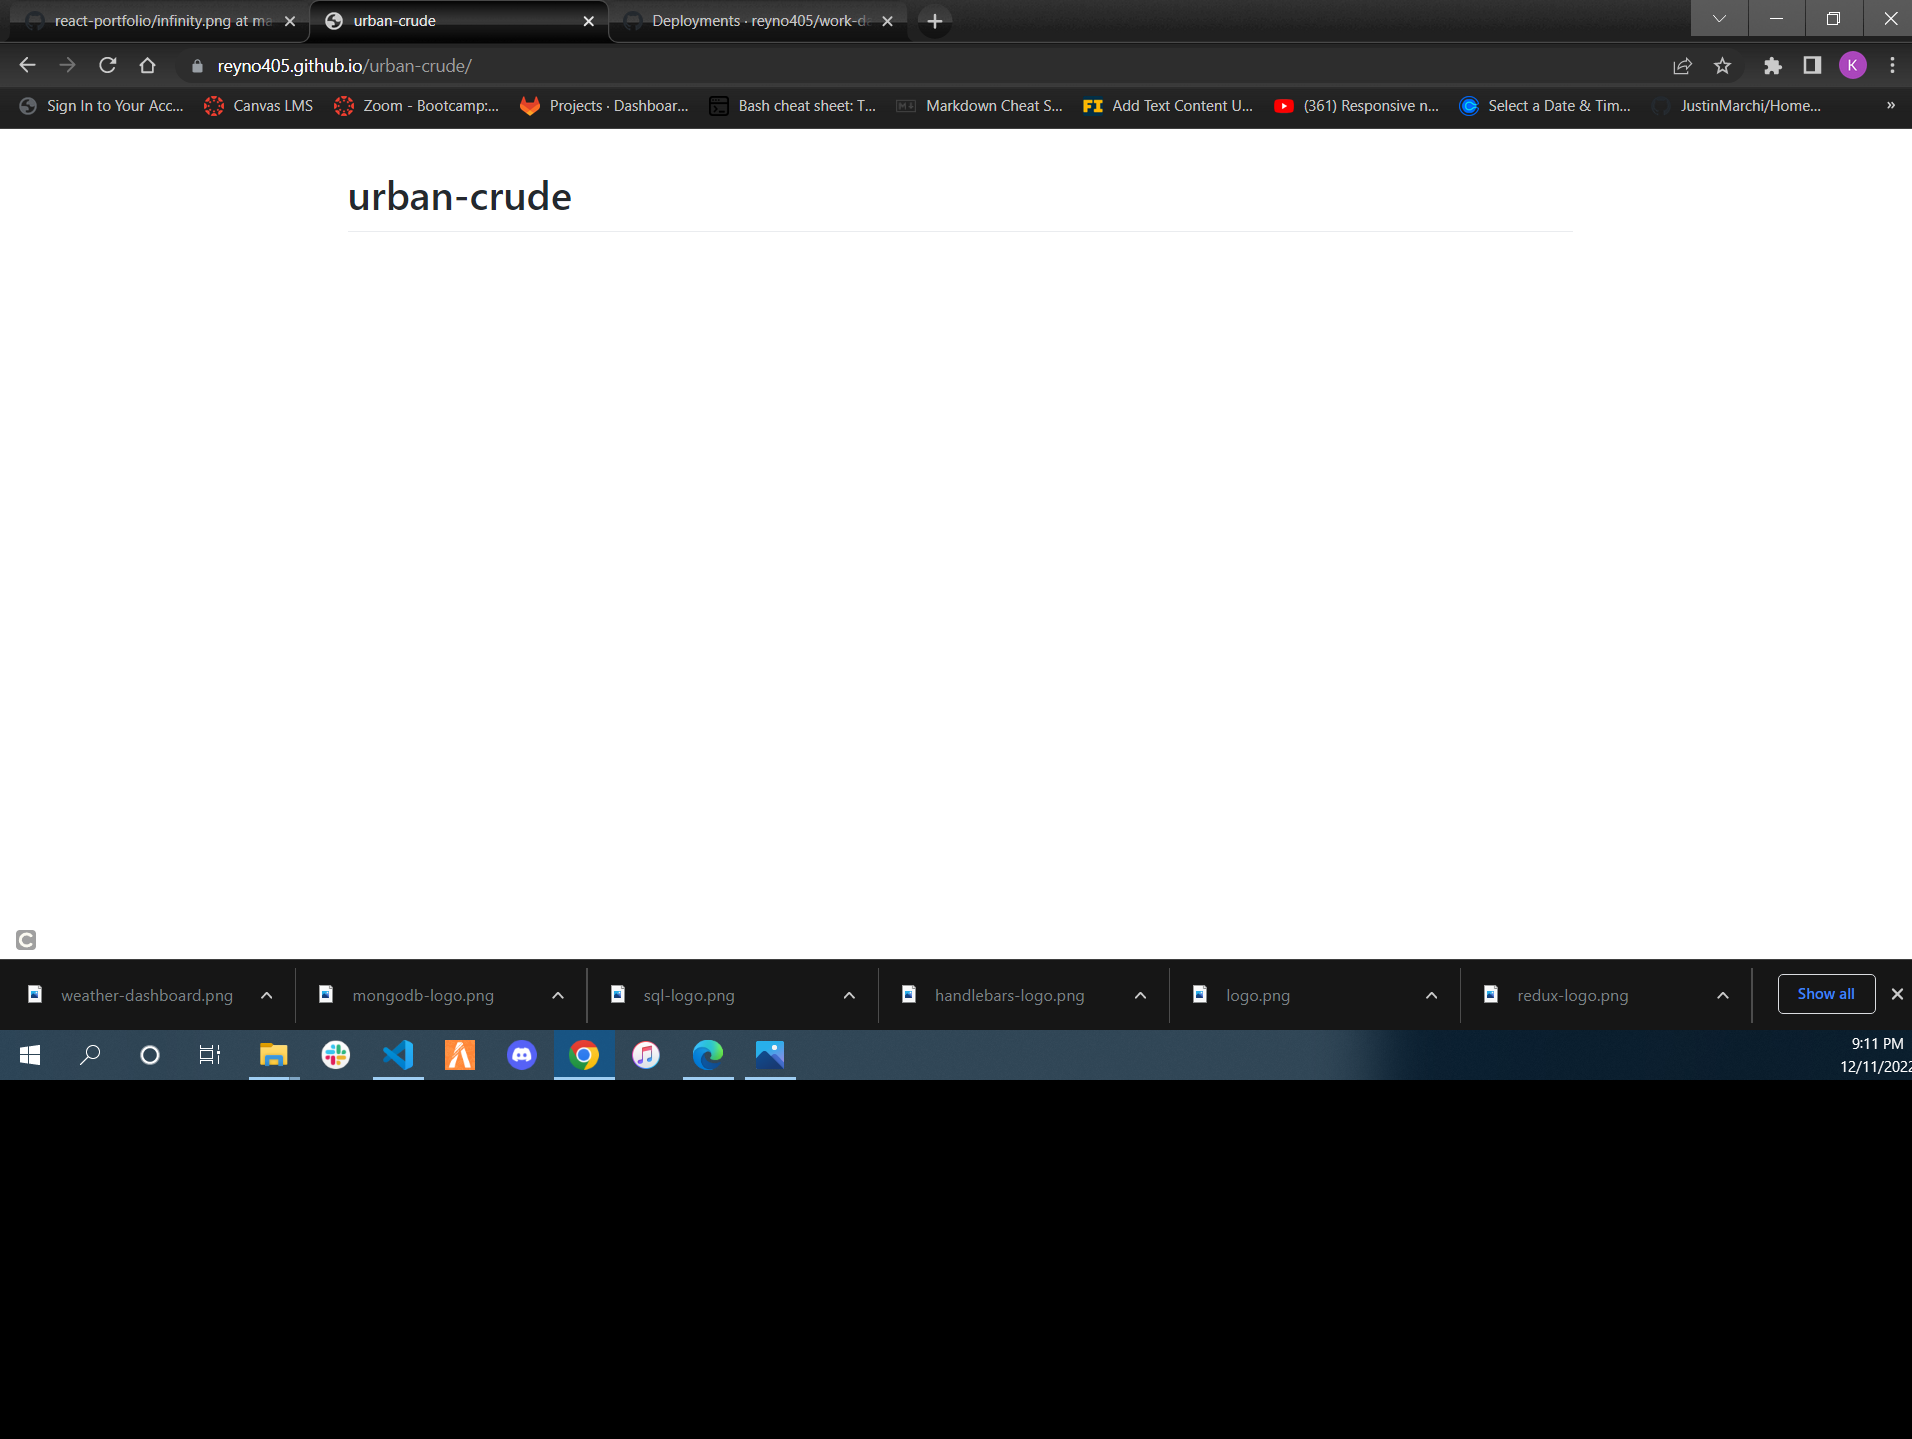 react-portfolio/infinity.png at ma
urban-crude
Deployments · reyno405/work-da
reyno405.github.io/urban-crude/
K
Sign In to Your Acc...
Canvas LMS
Zoom - Bootcamp:...
Projects · Dashboar...
Bash cheat sheet: T...
Markdown Cheat S...
FI
Add Text Content U...
(361) Responsive n...
Select a Date & Tim...
JustinMarchi/Home...
»
urban-crude
C
weather-dashboard.png
mongodb-logo.png
sql-logo.png
handlebars-logo.png
logo.png
redux-logo.png
Show all
9:11 PM
12/11/2022